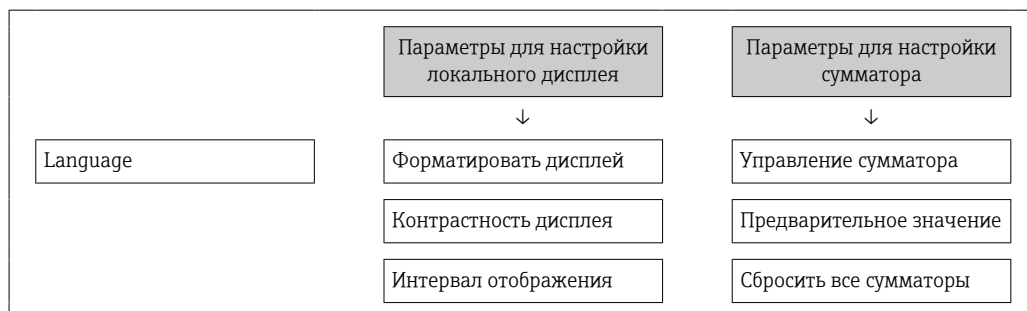 Параметры для настройки
локального дисплея
Параметры для настройки
сумматора
↓
↓
Language
Форматировать дисплей
Управление сумматора
Контрастность дисплея
Предварительное значение
Интервал отображения
Сбросить все сумматоры